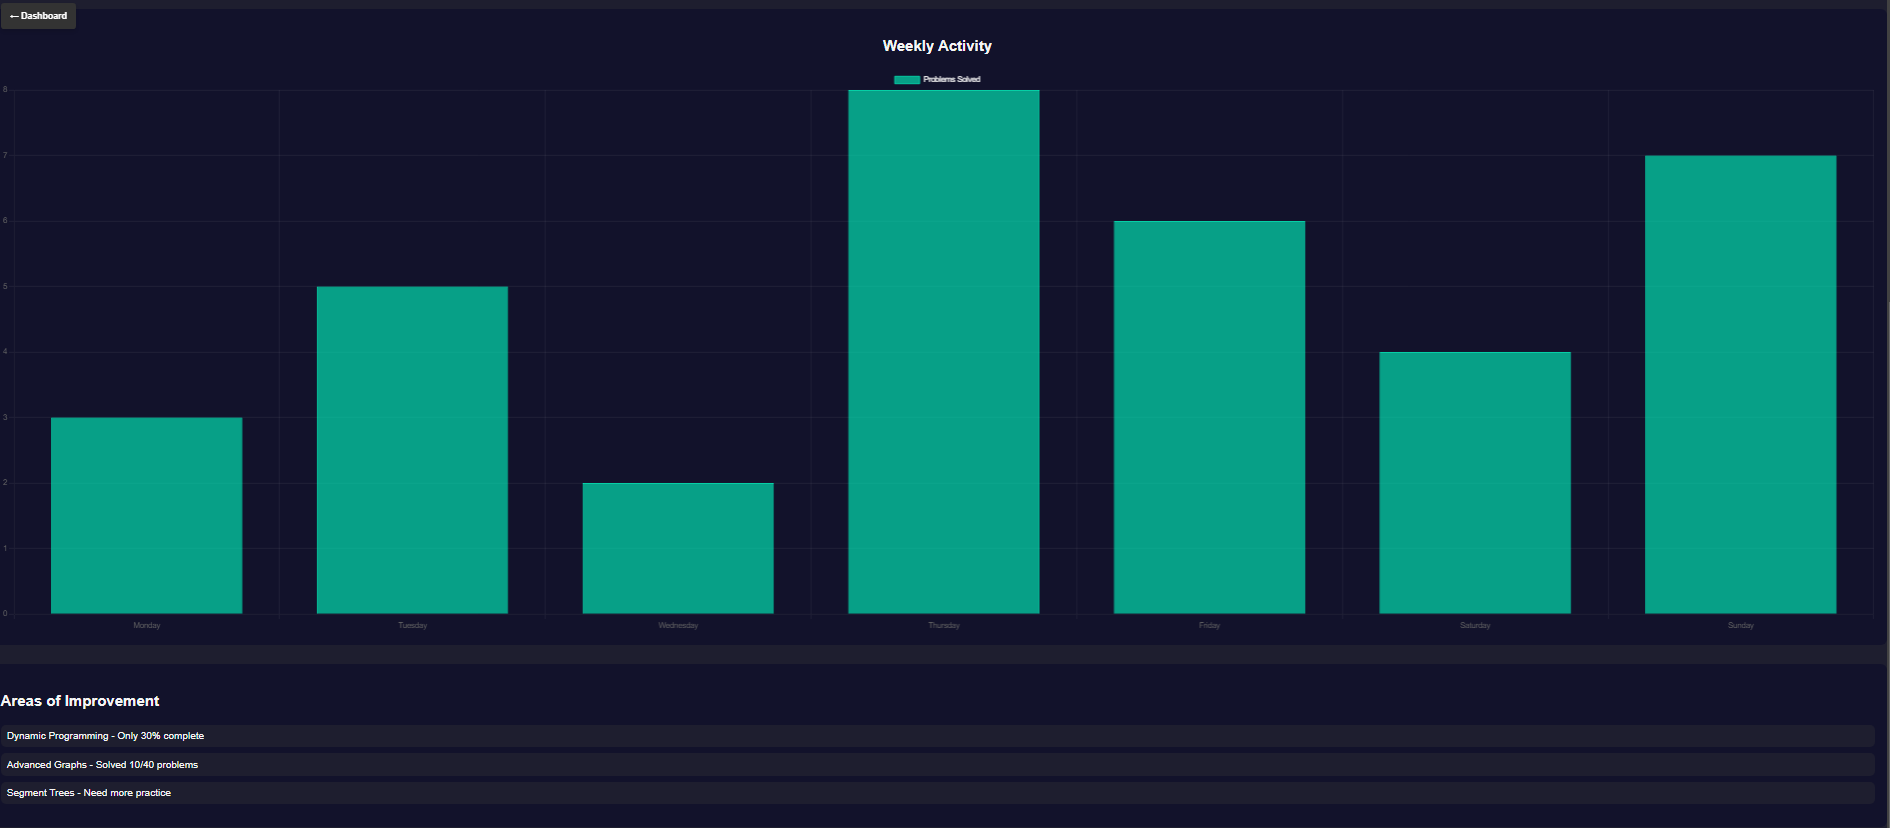 ← Dashboard
Weekly Activity
Problems Solved
8
7
6
5
4
3
2
1
0
Monday Tuesday Wednesday Thursday Friday Saturday Sunday
Areas of Improvement
Dynamic Programming - Only 30% complete
Advanced Graphs - Solved 10/40 problems
Segment Trees - Need more practice